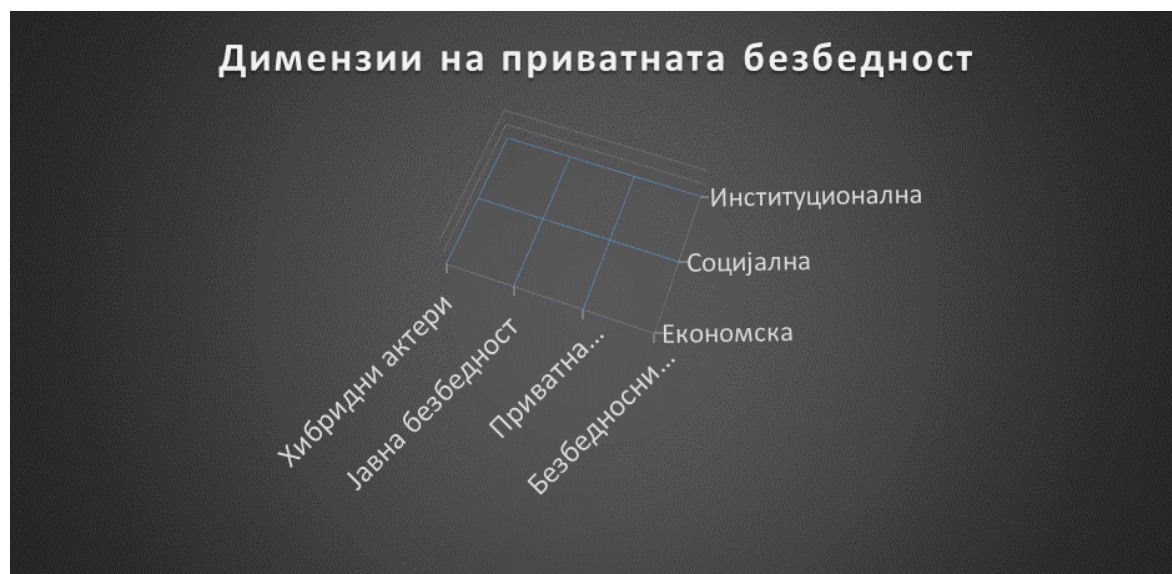 Димензии на приватната безбедност
Институционална
Социјална
Економска
Хибридни актери
Јавна безбедност
Приватна...
Безбедносни...